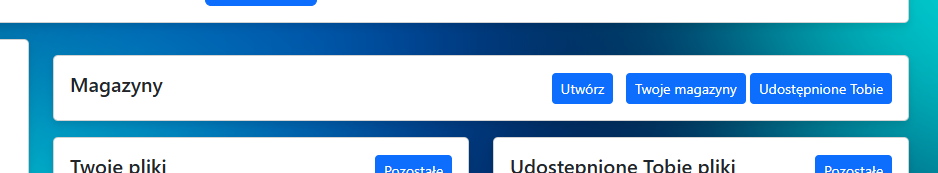 Magazyny
Utwórz
Twoje magazyny
Udostępnione Tobie
Twoje pliki
Pozostałe
Udostępnione Tobie pliki
Pozostałe